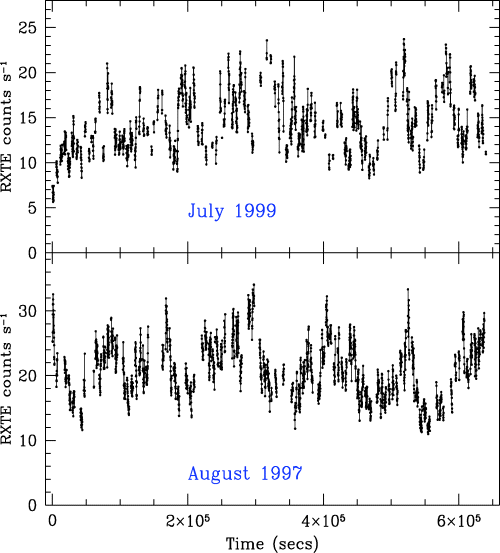 25
20
15
10
5
0
RXTE counts s⁻¹
July 1999
30
20
10
0
RXTE counts s⁻¹
August 1997
0 2×10⁵ 4×10⁵ 6×10⁵
Time (secs)